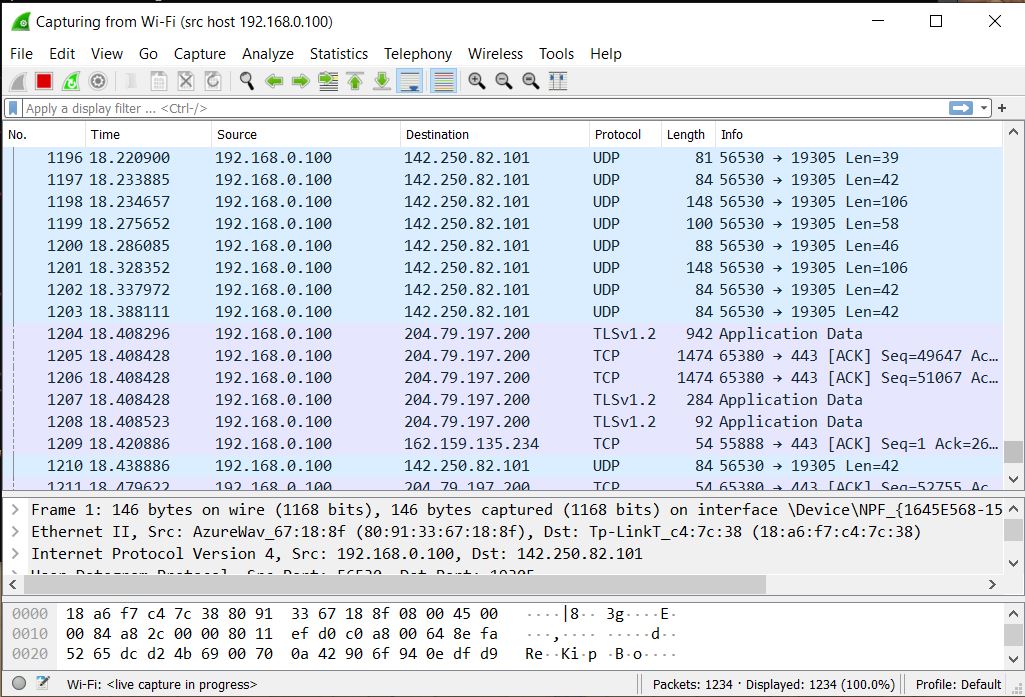 Capturing from Wi-Fi (src host 192.168.0.100)
File Edit View Go Capture Analyze Statistics Telephony Wireless Tools Help
Apply a display filter ... <Ctrl-/>
No. Time Source Destination Protocol Length Info
1196 18.220900 192.168.0.100 142.250.82.101 UDP 81 56530 → 19305 Len=39
1197 18.233885 192.168.0.100 142.250.82.101 UDP 84 56530 → 19305 Len=42
1198 18.234657 192.168.0.100 142.250.82.101 UDP 148 56530 → 19305 Len=106
1199 18.275652 192.168.0.100 142.250.82.101 UDP 100 56530 → 19305 Len=58
1200 18.286085 192.168.0.100 142.250.82.101 UDP 88 56530 → 19305 Len=46
1201 18.328352 192.168.0.100 142.250.82.101 UDP 148 56530 → 19305 Len=106
1202 18.337972 192.168.0.100 142.250.82.101 UDP 84 56530 → 19305 Len=42
1203 18.388111 192.168.0.100 142.250.82.101 UDP 84 56530 → 19305 Len=42
1204 18.408296 192.168.0.100 204.79.197.200 TLSv1.2 942 Application Data
1205 18.408428 192.168.0.100 204.79.197.200 TCP 1474 65380 → 443 [ACK] Seq=49647 Ac…
1206 18.408428 192.168.0.100 204.79.197.200 TCP 1474 65380 → 443 [ACK] Seq=51067 Ac…
1207 18.408428 192.168.0.100 204.79.197.200 TLSv1.2 284 Application Data
1208 18.408523 192.168.0.100 204.79.197.200 TLSv1.2 92 Application Data
1209 18.420886 192.168.0.100 162.159.135.234 TCP 54 55888 → 443 [ACK] Seq=1 Ack=26…
1210 18.438886 192.168.0.100 142.250.82.101 UDP 84 56530 → 19305 Len=42
1211 18.479622 192.168.0.100 204.79.197.200 TCP 54 65380 → 443 [ACK] Seq=52755 Ac…
Frame 1: 146 bytes on wire (1168 bits), 146 bytes captured (1168 bits) on interface \Device\NPF_{1645E568-15
Ethernet II, Src: AzureWav_67:18:8f (80:91:33:67:18:8f), Dst: Tp-LinkT_c4:7c:38 (18:a6:f7:c4:7c:38)
Internet Protocol Version 4, Src: 192.168.0.100, Dst: 142.250.82.101
User Datagram Protocol, Src Port: 56530, Dst Port: 19305
0000 18 a6 f7 c4 7c 38 80 91 33 67 18 8f 08 00 45 00 ····|8·· 3g····E·
0010 00 84 a8 2c 00 00 80 11 ef d0 c0 a8 00 64 8e fa ···,···· ·····d··
0020 52 65 dc d2 4b 69 00 70 0a 42 90 6f 94 0e df d9 Re··Ki·p ·B·o····
Wi-Fi: <live capture in progress> Packets: 1234 · Displayed: 1234 (100.0%) Profile: Default